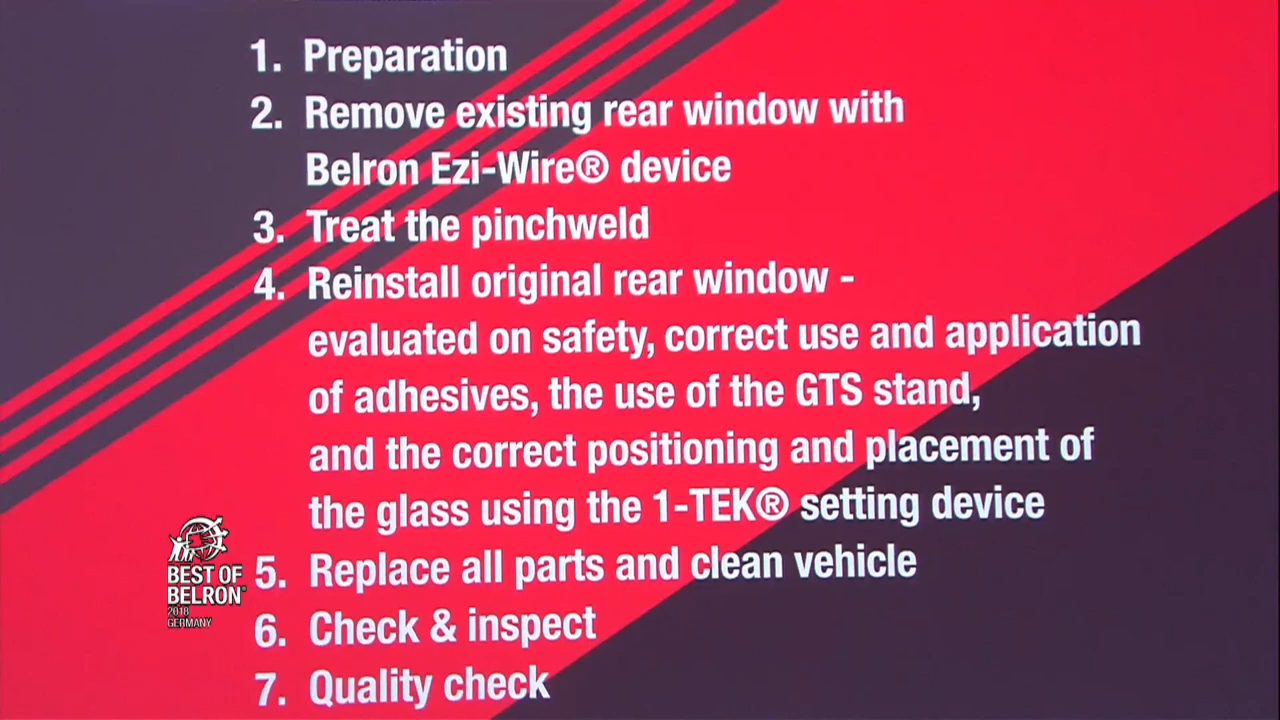 1. Preparation
2. Remove existing rear window with
Belron Ezi-Wire® device
3. Treat the pinchweld
4. Reinstall original rear window -
evaluated on safety, correct use and application
of adhesives, the use of the GTS stand,
and the correct positioning and placement of
the glass using the 1-TEK® setting device
5. Replace all parts and clean vehicle
6. Check & inspect
7. Quality check
BEST OF
BELRON®
2018
GERMANY